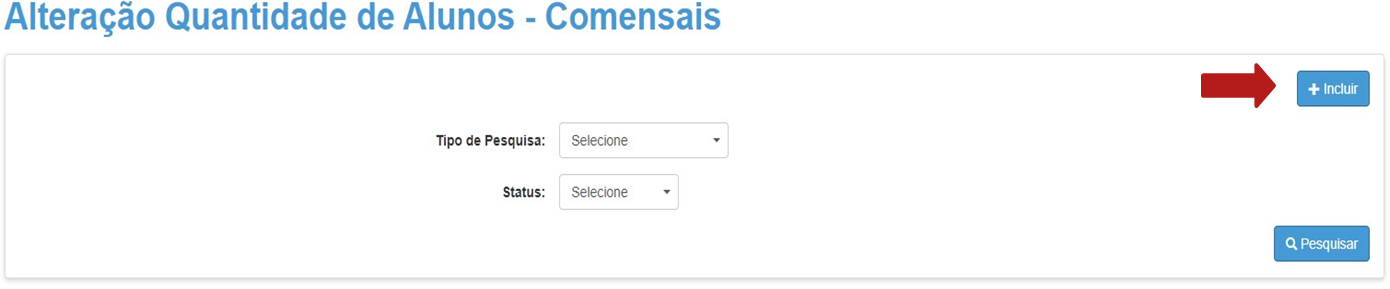 Alteração Quantidade de Alunos - Comensais
Incluir
Tipo de Pesquisa: Selecione
Status: Selecione
Pesquisar